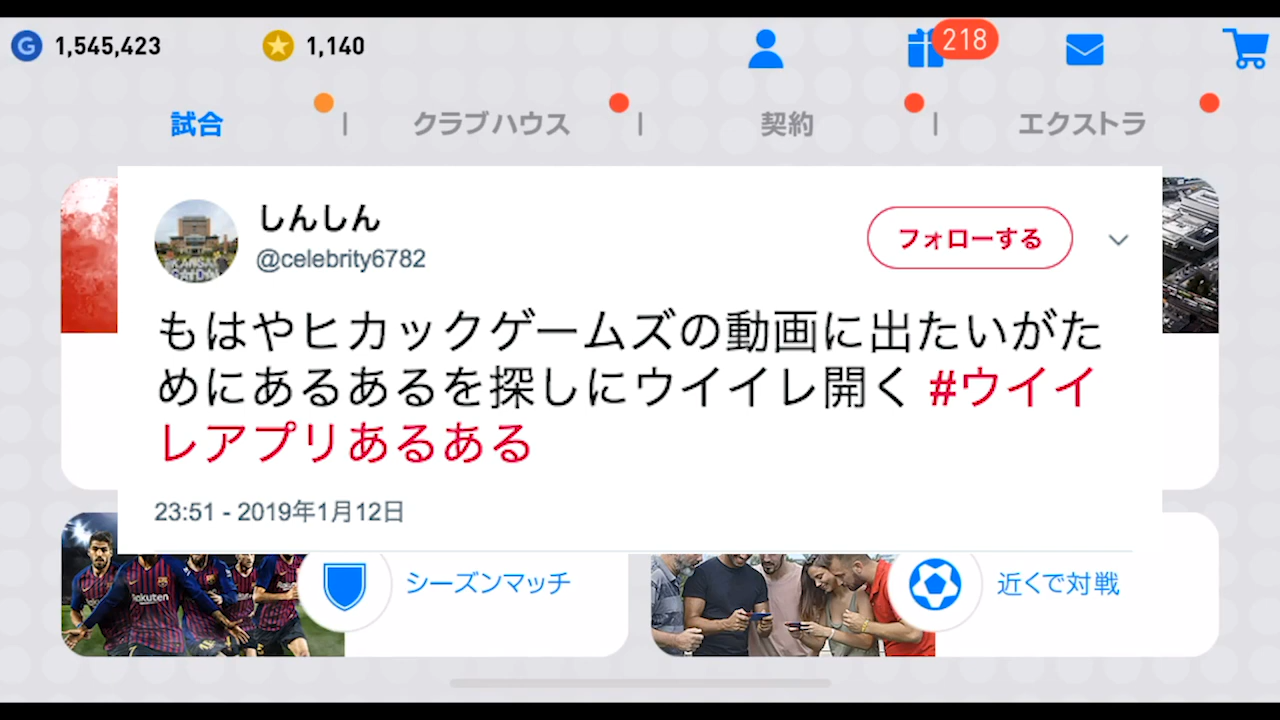 G 1,545,423 1,140 218
試合 | クラブハウス | 契約 | エクストラ
しんしん
@celebrity6782
フォローする
もはやヒカックゲームズの動画に出たいがた
めにあるあるを探しにウイイレ開く #ウイイ
レアプリあるある
23:51 - 2019年1月12日
Rakuten
シーズンマッチ
近くで対戦